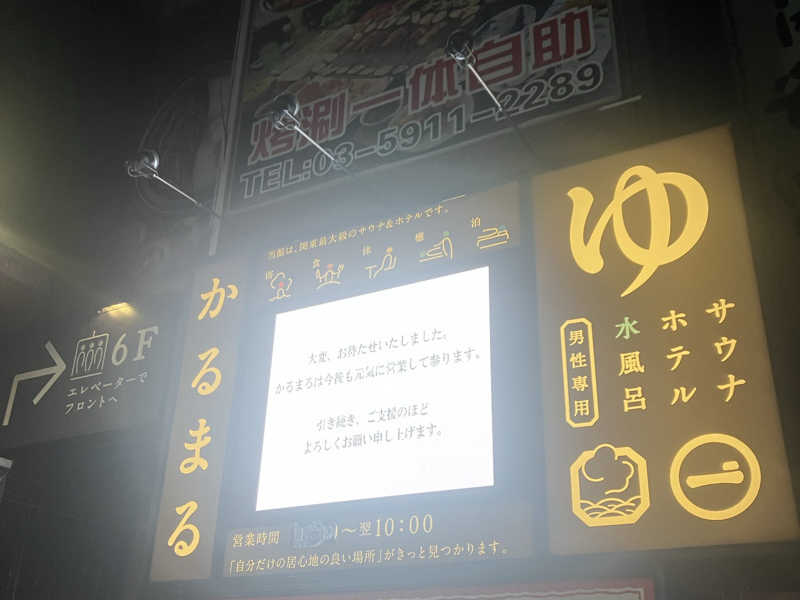 烤涮一体自助
TEL:03-5911-2289
当館は、関東最大級のサウナ&ホテルです。
食 休 癒 泊
かるまる
大変、お待たせいたしました。
かるまるは今後も元気に営業して参ります。
引き続き、ご支援のほど
よろしくお願い申し上げます。
営業時間
〜翌10:00
「自分だけの居心地の良い場所」がきっと見つかります。
6F
エレベーターで
フロントへ
ゆ
サウナ
ホテル
水風呂
男性専用